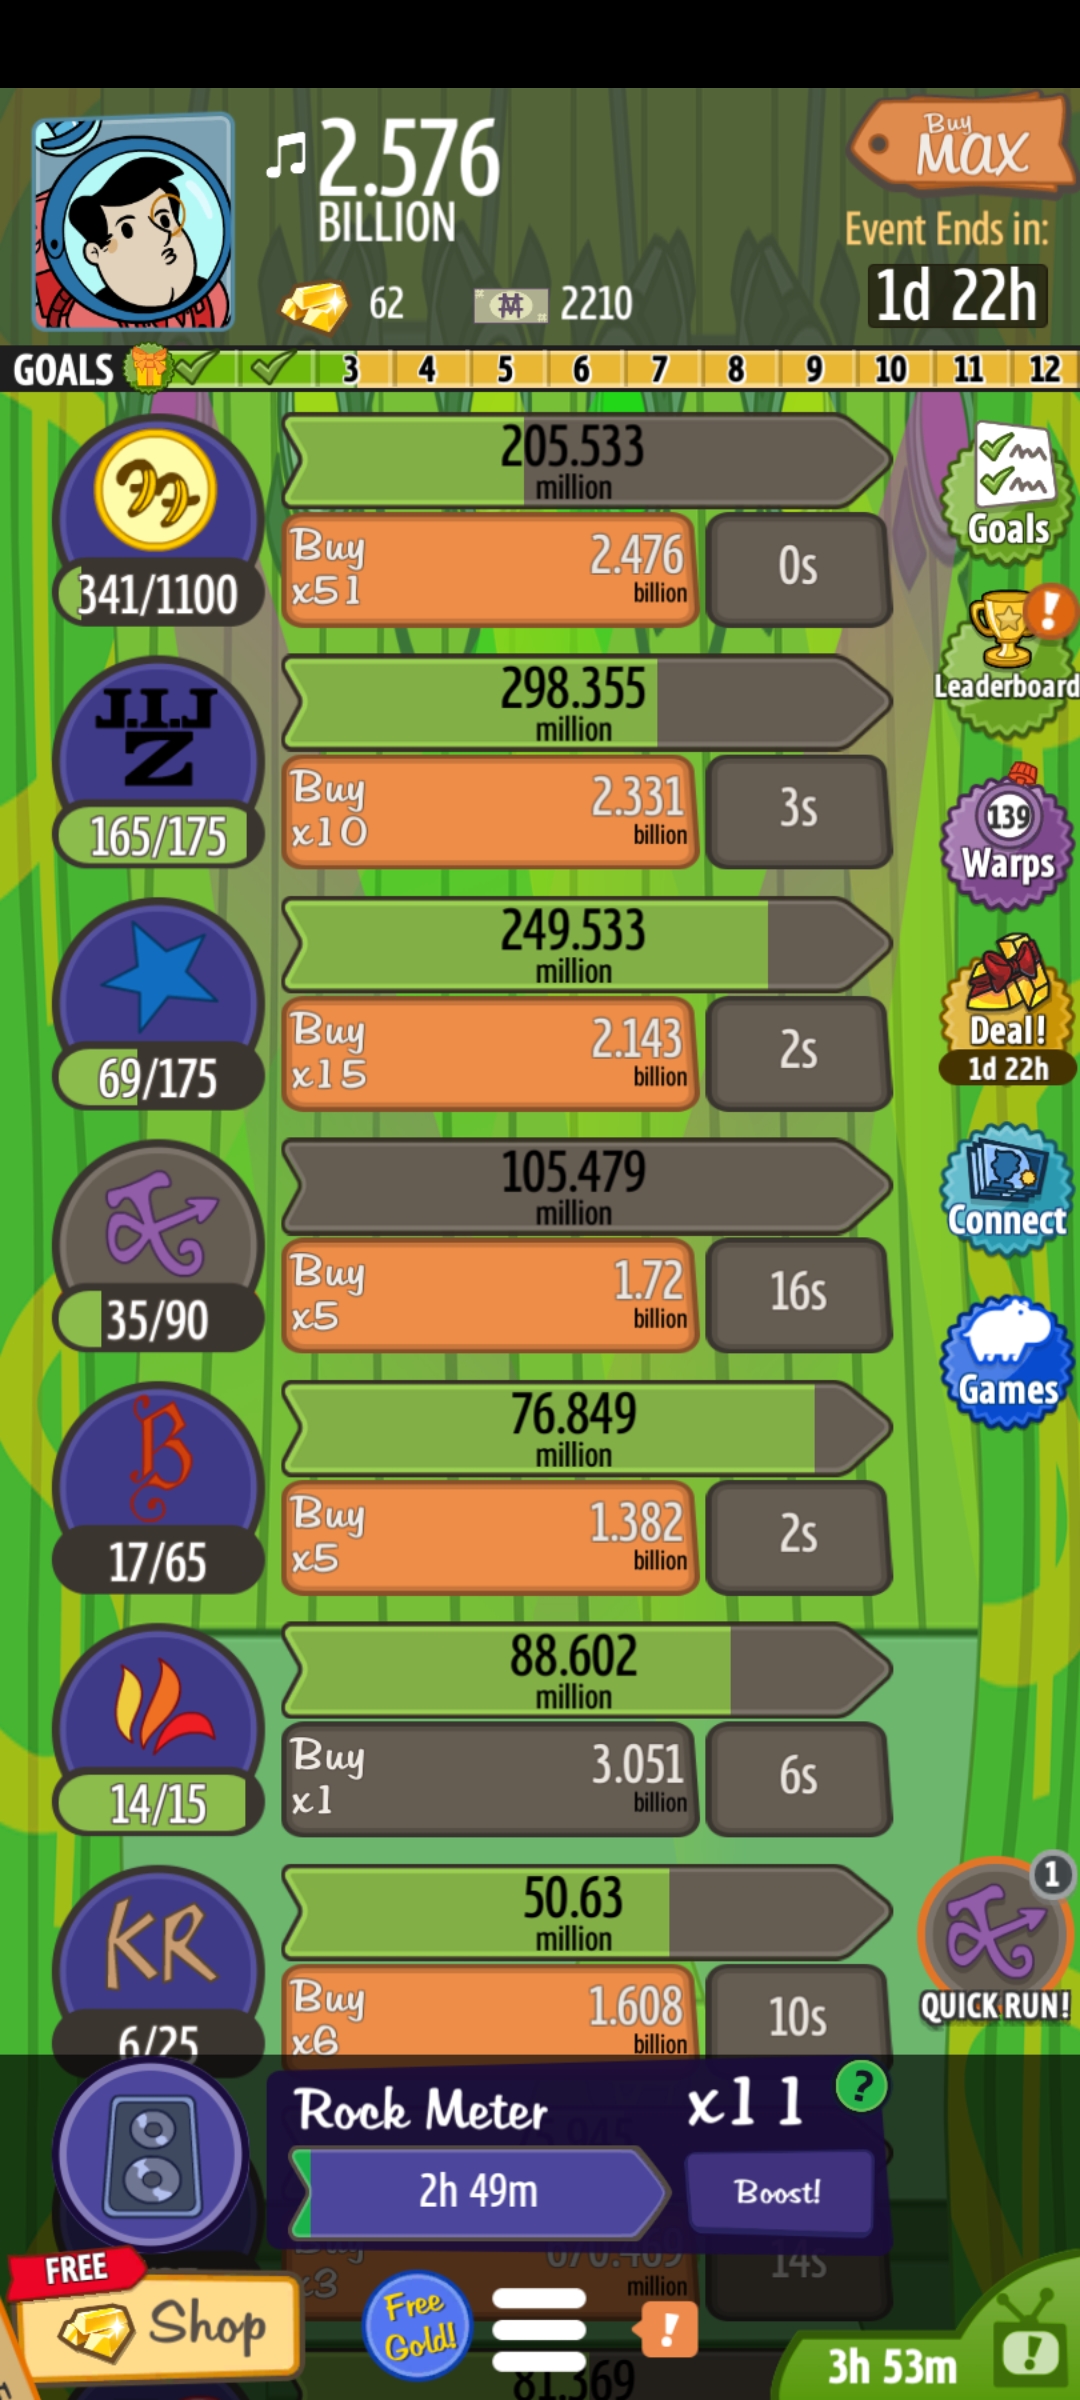 2.576
BILLION
Buy
MAX
Event Ends in:
1d 22h
62
2210
GOALS 3 4 5 6 7 8 9 10 11 12
205.533
million
341/1100
Buy
x51
2.476
billion
0s
Goals
298.355
million
J.I.J
Z
165/175
Buy
x10
2.331
billion
3s
Leaderboard
249.533
million
69/175
Buy
x15
2.143
billion
2s
139
Warps
Deal!
1d 22h
105.479
million
35/90
Buy
x5
1.72
billion
16s
Connect
76.849
million
B
17/65
Buy
x5
1.382
billion
2s
Games
88.602
million
14/15
Buy
x1
3.051
billion
6s
50.63
million
KR
6/25
Buy
x6
1.608
billion
10s
1
QUICK RUN!
Rock Meter
x11
?
2h 49m
Boost!
Buy
x3
670.469
million
14s
FREE
Shop
Free
Gold!
!
81.369
3h 53m